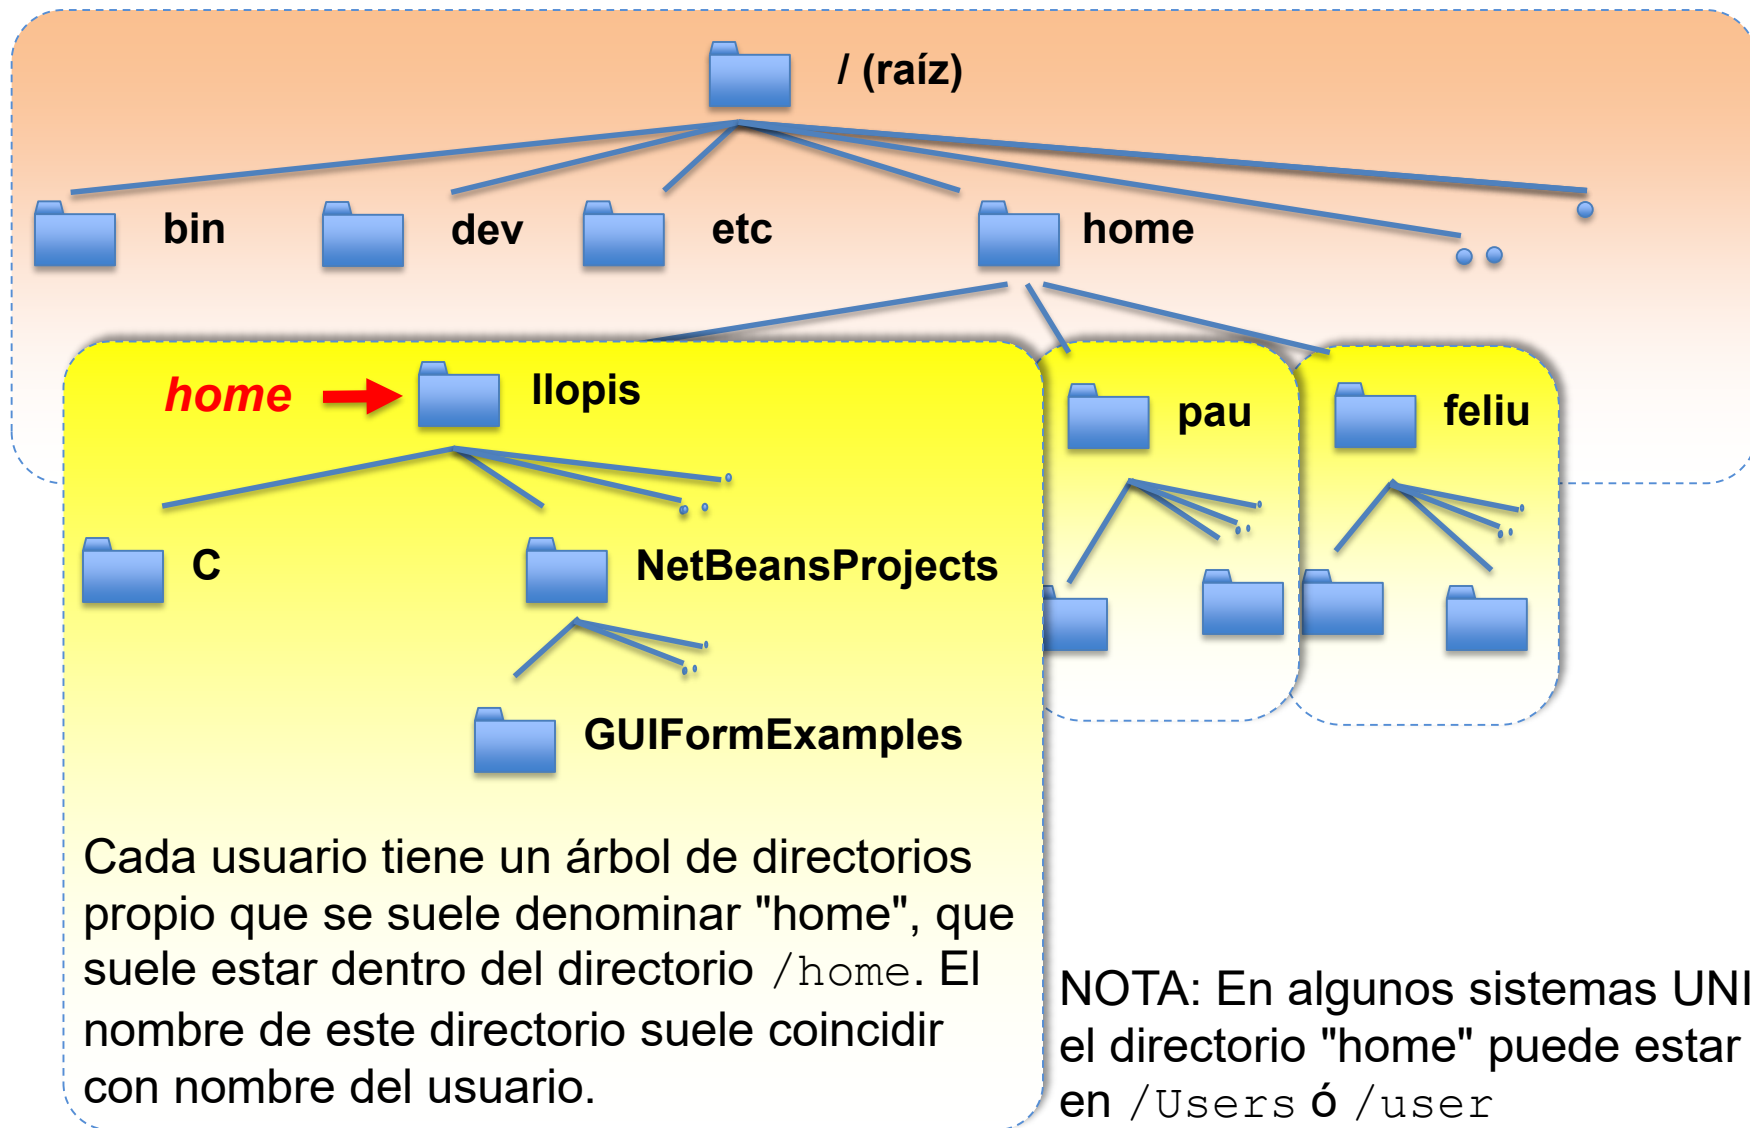 / (raíz)
bin
dev
etc
home
home
llopis
pau
feliu
C
NetBeansProjects
GUIFormExamples
Cada usuario tiene un árbol de directorios
propio que se suele denominar "home", que
suele estar dentro del directorio /home. El
nombre de este directorio suele coincidir
con nombre del usuario.
NOTA: En algunos sistemas UNI
el directorio "home" puede estar
en /Users ó /user